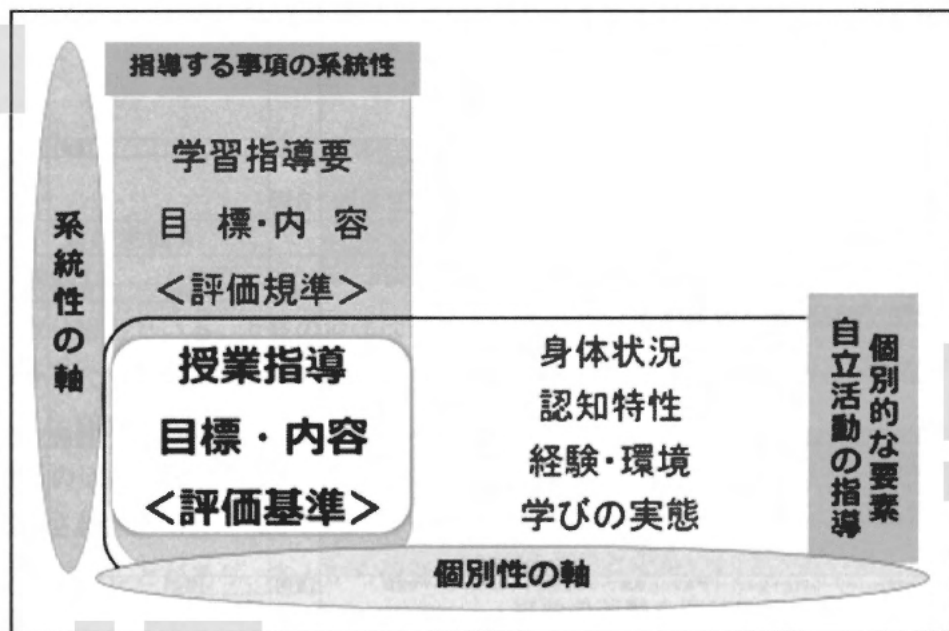 指導する事項の系統性
系統性の軸
学習指導要
目 標・内 容
＜評価規準＞
授業指導
目標・内容
＜評価基準＞
身体状況
認知特性
経験・環境
学びの実態
個別的な要素
自立活動の指導
個別性の軸